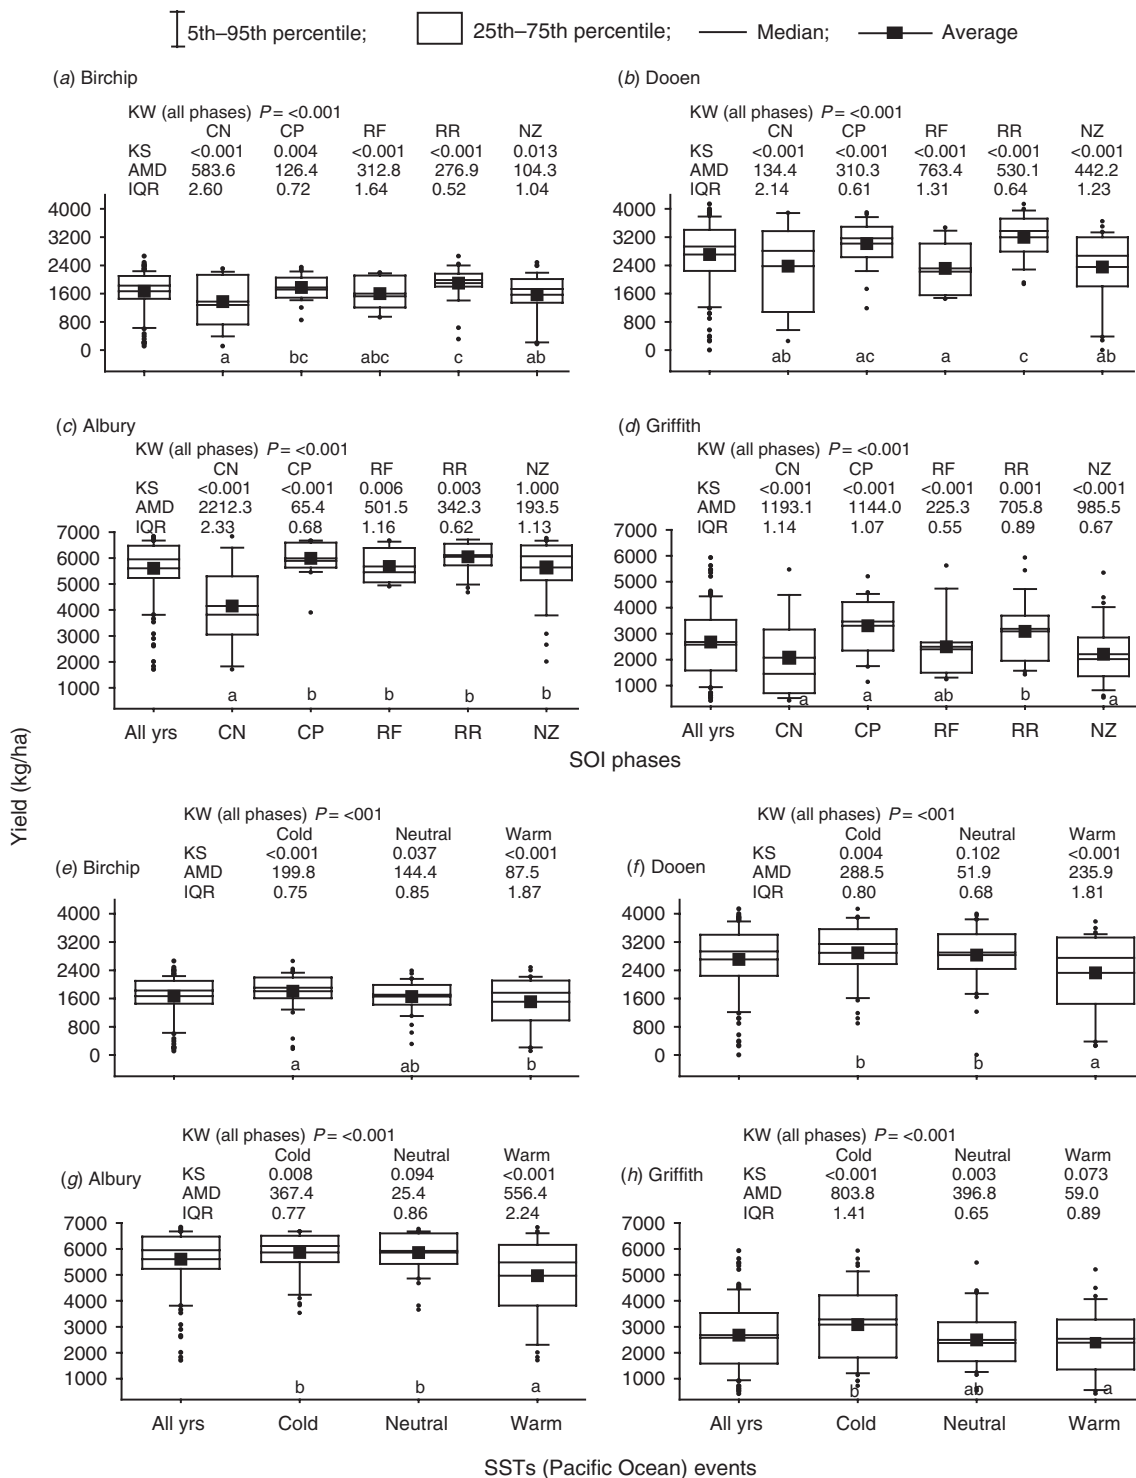 5th–95th percentile; 25th–75th percentile; Median; Average
(a) Birchip
KW (all phases) P = <0.001
CN CP RF RR NZ
KS <0.001 0.004 <0.001 <0.001 0.013
AMD 583.6 126.4 312.8 276.9 104.3
IQR 2.60 0.72 1.64 0.52 1.04
4000
3200
2400
1600
800
0
a bc abc c ab
(b) Dooen
KW (all phases) P = <0.001
CN CP RF RR NZ
KS <0.001 <0.001 <0.001 <0.001 <0.001
AMD 134.4 310.3 763.4 530.1 442.2
IQR 2.14 0.61 1.31 0.64 1.23
4000
3200
2400
1600
800
0
ab ac a c ab
(c) Albury
KW (all phases) P = <0.001
CN CP RF RR NZ
KS <0.001 <0.001 0.006 0.003 1.000
AMD 2212.3 65.4 501.5 342.3 193.5
IQR 2.33 0.68 1.16 0.62 1.13
7000
6000
5000
4000
3000
2000
1000
a b b b b
All yrs CN CP RF RR NZ
(d) Griffith
KW (all phases) P = <0.001
CN CP RF RR NZ
KS <0.001 <0.001 <0.001 0.001 <0.001
AMD 1193.1 1144.0 225.3 705.8 985.5
IQR 1.14 1.07 0.55 0.89 0.67
7000
6000
5000
4000
3000
2000
1000
a a ab b a
All yrs CN CP RF RR NZ
SOI phases
Yield (kg/ha)
(e) Birchip
KW (all phases) P = <001
Cold Neutral Warm
KS <0.001 0.037 <0.001
AMD 199.8 144.4 87.5
IQR 0.75 0.85 1.87
4000
3200
2400
1600
800
0
a ab b
(f) Dooen
KW (all phases) P = <001
Cold Neutral Warm
KS 0.004 0.102 <0.001
AMD 288.5 51.9 235.9
IQR 0.80 0.68 1.81
4000
3200
2400
1600
800
0
b b a
(g) Albury
KW (all phases) P = <0.001
Cold Neutral Warm
KS 0.008 0.094 <0.001
AMD 367.4 25.4 556.4
IQR 0.77 0.86 2.24
7000
6000
5000
4000
3000
2000
1000
b b a
All yrs Cold Neutral Warm
(h) Griffith
KW (all phases) P = <0.001
Cold Neutral Warm
KS <0.001 0.003 0.073
AMD 803.8 396.8 59.0
IQR 1.41 0.65 0.89
7000
6000
5000
4000
3000
2000
1000
b ab a
All yrs Cold Neutral Warm
SSTs (Pacific Ocean) events